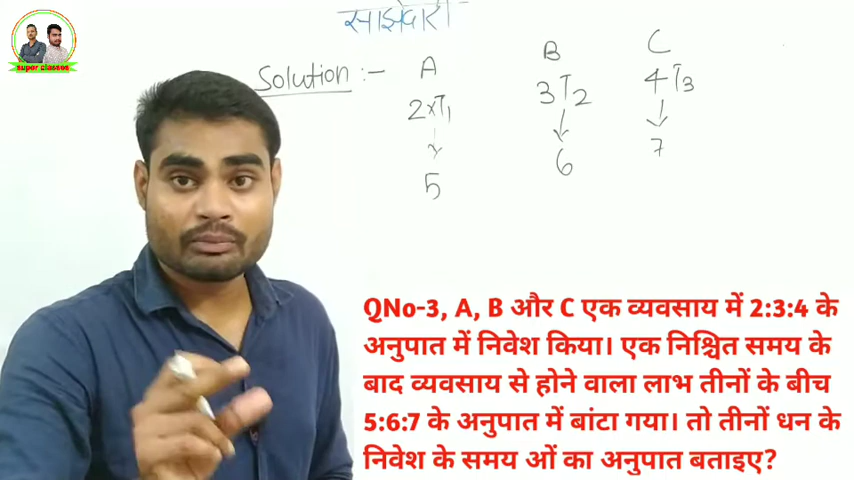 साझेदारी
Solution :- A B C
2xT1 3T2 4T3
5 6 7
super classes
QNo-3, A, B और C एक व्यवसाय में 2:3:4 के
अनुपात में निवेश किया। एक निश्चित समय के
बाद व्यवसाय से होने वाला लाभ तीनों के बीच
5:6:7 के अनुपात में बांटा गया। तो तीनों धन के
निवेश के समय ओं का अनुपात बताइए?